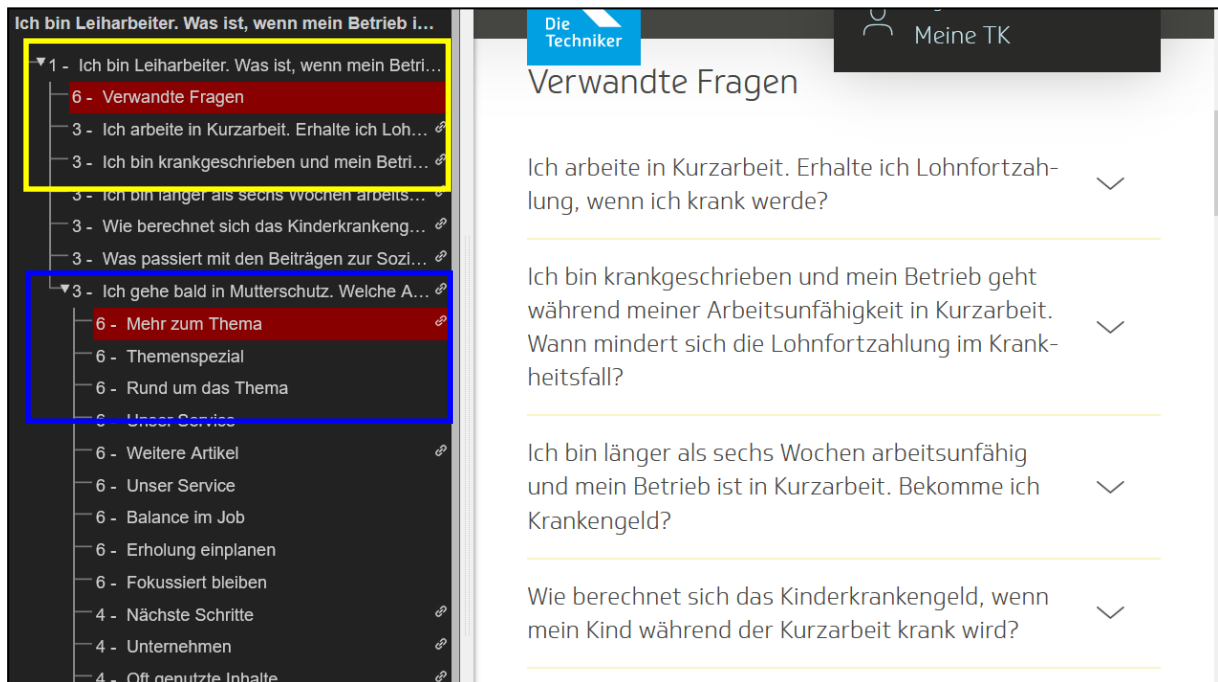 Ich bin Leiharbeiter. Was ist, wenn mein Betrieb i...
1 - Ich bin Leiharbeiter. Was ist, wenn mein Betri...
6 - Verwandte Fragen
3 - Ich arbeite in Kurzarbeit. Erhalte ich Loh...
3 - Ich bin krankgeschrieben und mein Betri...
3 - Ich bin länger als sechs Wochen arbeits...
3 - Wie berechnet sich das Kinderkrankeng...
3 - Was passiert mit den Beiträgen zur Sozi...
3 - Ich gehe bald in Mutterschutz. Welche A...
6 - Mehr zum Thema
6 - Themenspezial
6 - Rund um das Thema
6 - Unser Service
6 - Weitere Artikel
6 - Unser Service
6 - Balance im Job
6 - Erholung einplanen
6 - Fokussiert bleiben
4 - Nächste Schritte
4 - Unternehmen
4 - Oft genutzte Inhalte
Die
Techniker
Meine TK
Verwandte Fragen
Ich arbeite in Kurzarbeit. Erhalte ich Lohnfortzah-
lung, wenn ich krank werde?
Ich bin krankgeschrieben und mein Betrieb geht
während meiner Arbeitsunfähigkeit in Kurzarbeit.
Wann mindert sich die Lohnfortzahlung im Krank-
heitsfall?
Ich bin länger als sechs Wochen arbeitsunfähig
und mein Betrieb ist in Kurzarbeit. Bekomme ich
Krankengeld?
Wie berechnet sich das Kinderkrankengeld, wenn
mein Kind während der Kurzarbeit krank wird?